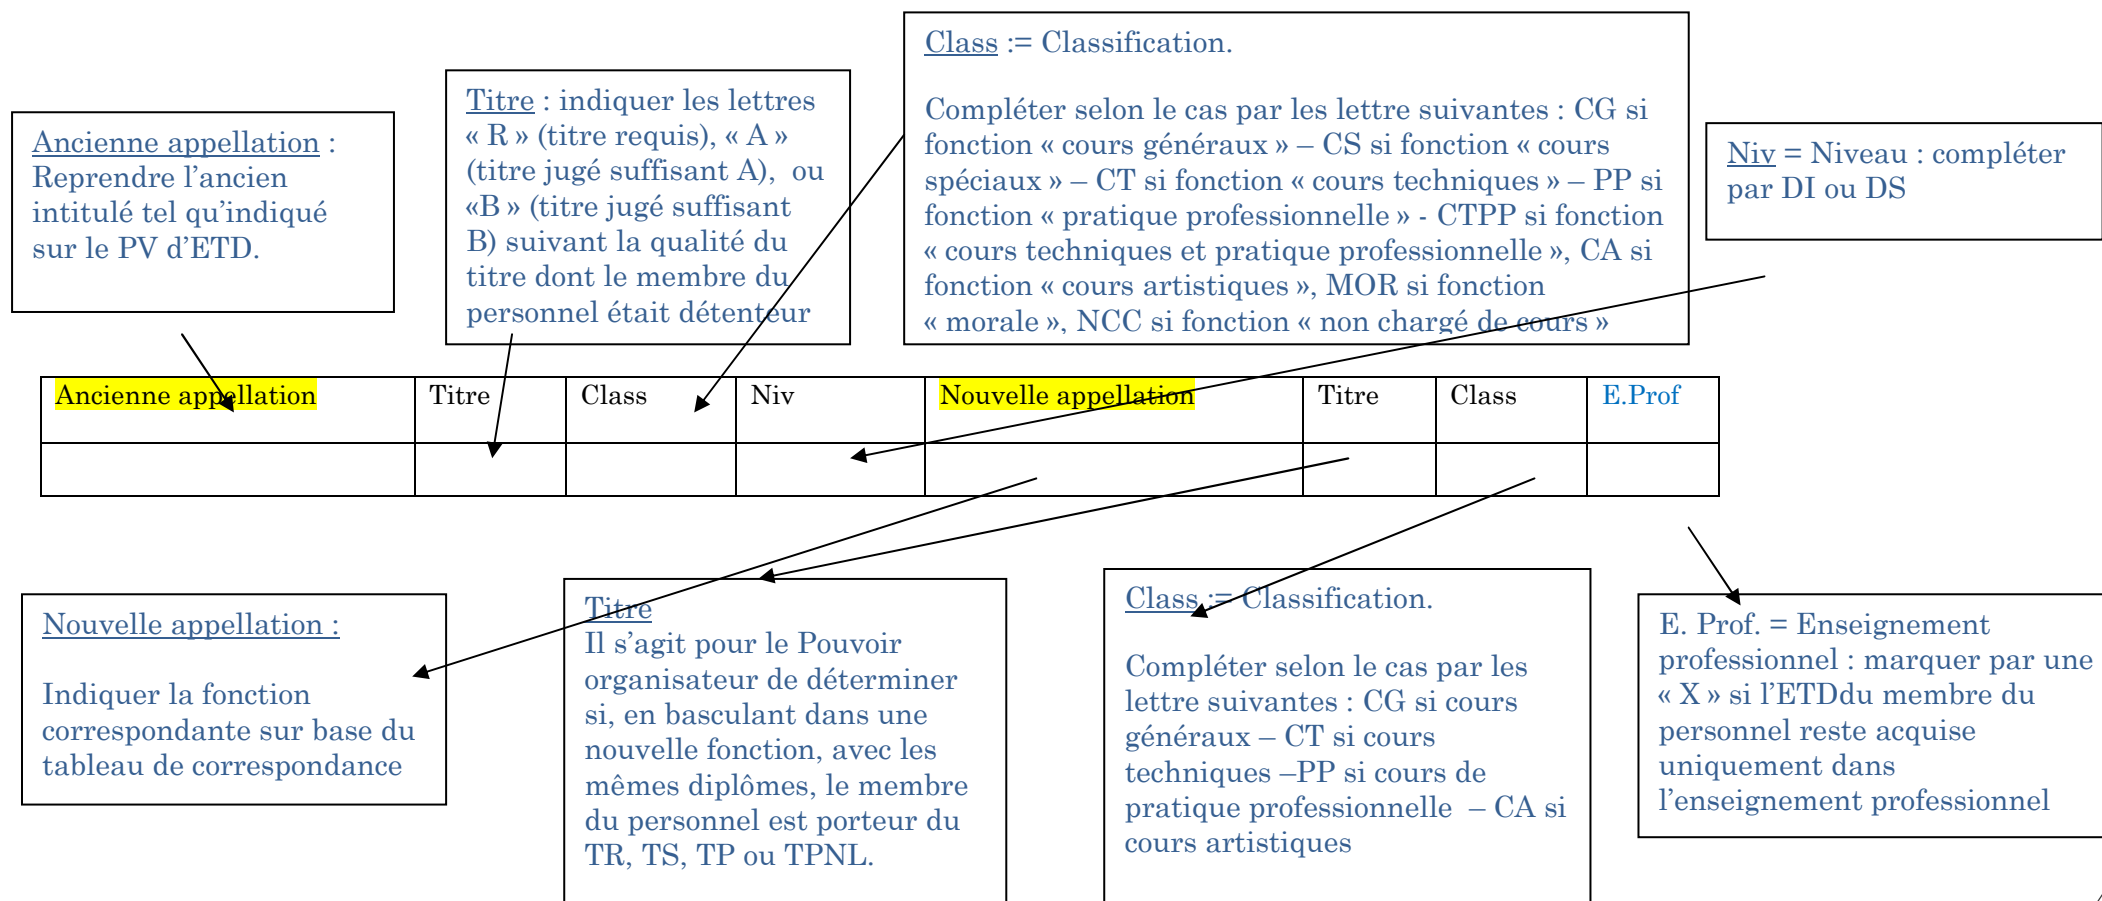 Class := Classification.
Compléter selon le cas par les lettre suivantes : CG si
fonction « cours généraux » – CS si fonction « cours
spéciaux » – CT si fonction « cours techniques » – PP si
fonction « pratique professionnelle » - CTPP si fonction
« cours techniques et pratique professionnelle », CA si
fonction « cours artistiques », MOR si fonction
« morale », NCC si fonction « non chargé de cours »
Titre : indiquer les lettres
« R » (titre requis), « A »
(titre jugé suffisant A), ou
«B » (titre jugé suffisant
B) suivant la qualité du
titre dont le membre du
personnel était détenteur
Ancienne appellation :
Reprendre l’ancien
intitulé tel qu’indiqué
sur le PV d’ETD.
Niv = Niveau : compléter
par DI ou DS
Ancienne appellation Titre Class Niv Nouvelle appellation Titre Class E.Prof
Nouvelle appellation :
Indiquer la fonction
correspondante sur base du
tableau de correspondance
Titre
Il s’agit pour le Pouvoir
organisateur de déterminer
si, en basculant dans une
nouvelle fonction, avec les
mêmes diplômes, le membre
du personnel est porteur du
TR, TS, TP ou TPNL.
Class := Classification.
Compléter selon le cas par les
lettre suivantes : CG si cours
généraux – CT si cours
techniques –PP si cours de
pratique professionnelle – CA si
cours artistiques
E. Prof. = Enseignement
professionnel : marquer par une
« X » si l’ETDdu membre du
personnel reste acquise
uniquement dans
l’enseignement professionnel